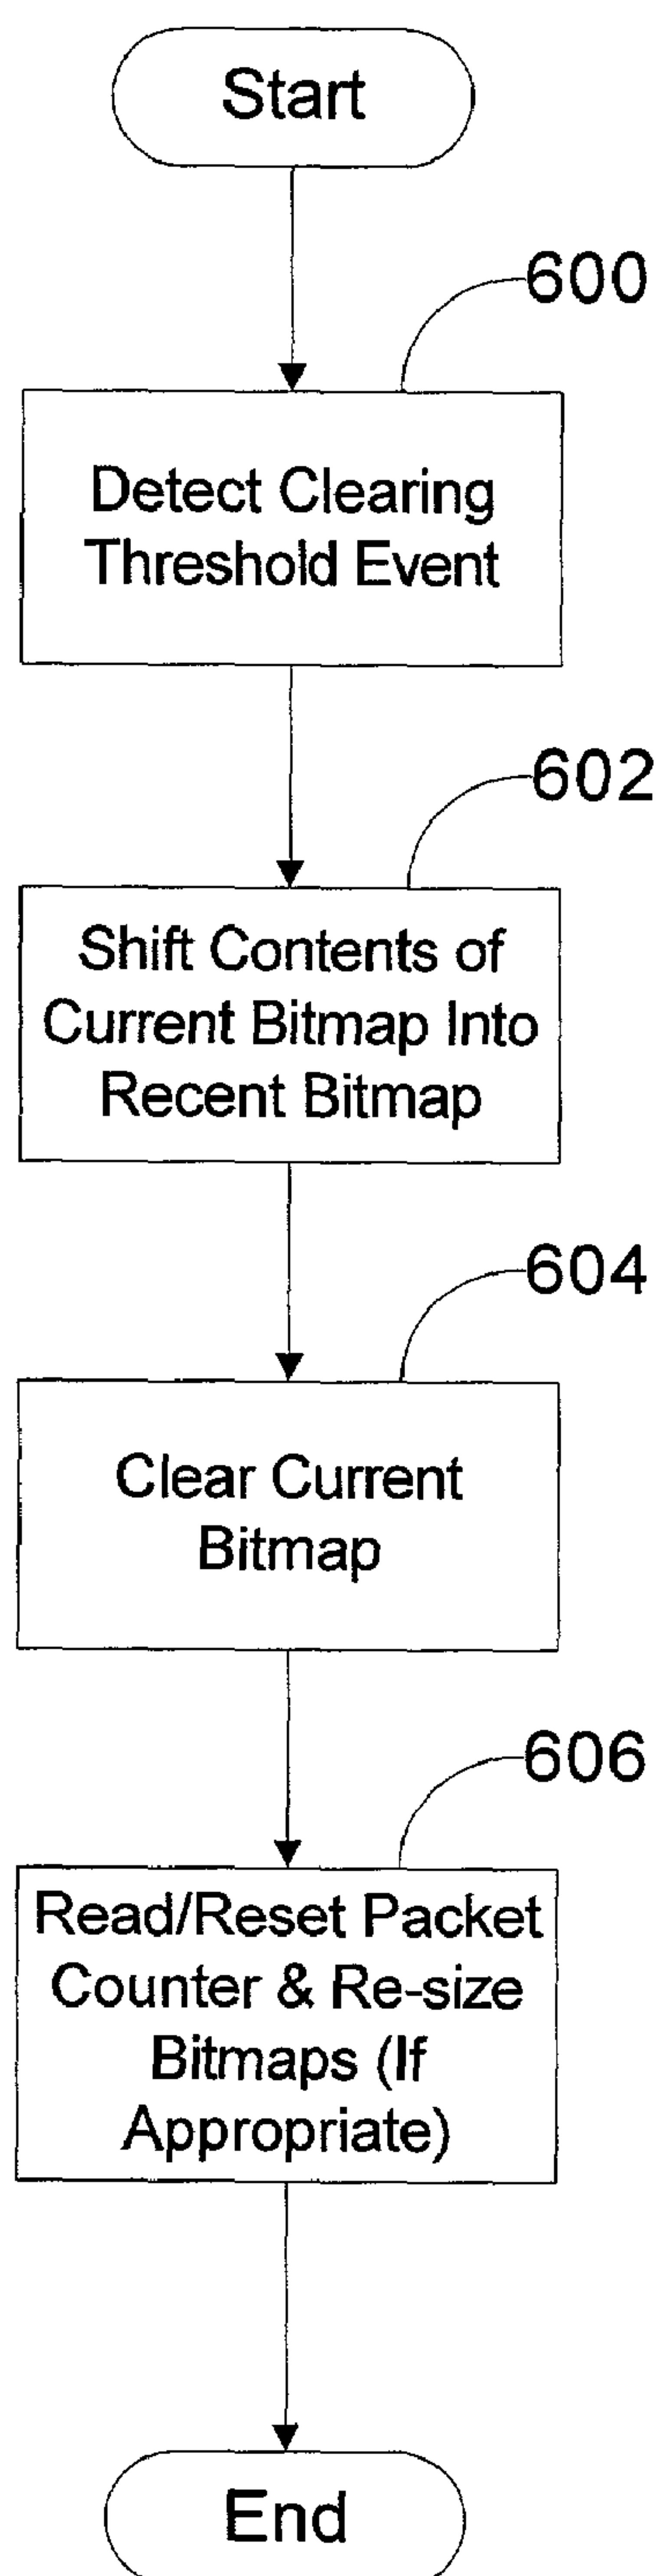 Start
600
Detect Clearing
Threshold Event
602
Shift Contents of
Current Bitmap Into
Recent Bitmap
604
Clear Current
Bitmap
606
Read/Reset Packet
Counter & Re-size
Bitmaps (If
Appropriate)
End